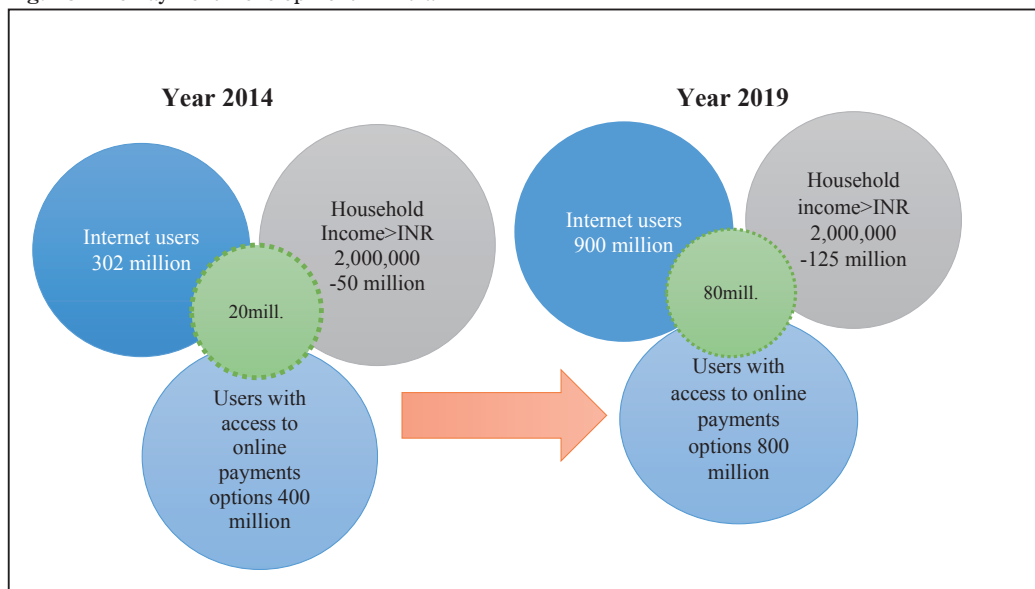 Year 2014
Internet users
302 million
Household
Income>INR
2,000,000
-50 million
20mill.
Users with
access to
online
payments
options 400
million
Year 2019
Internet users
900 million
Household
income>INR
2,000,000
-125 million
80mill.
Users with
access to online
payments
options 800
million